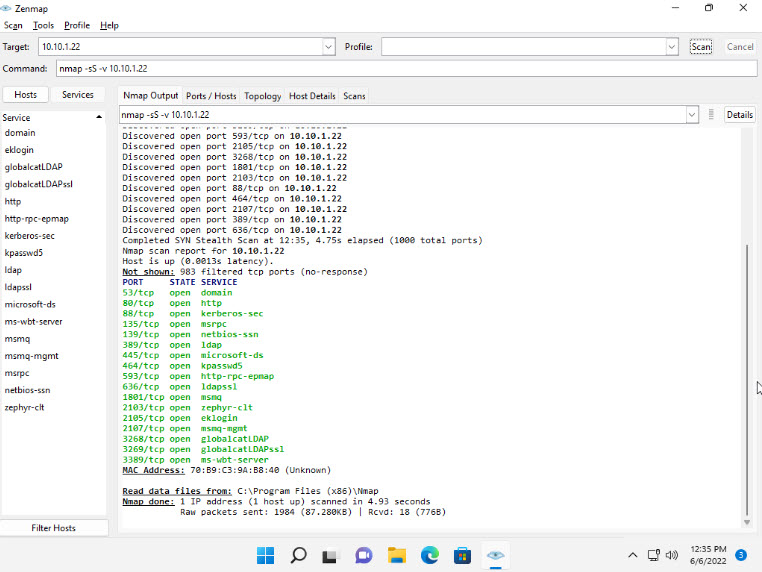 Zenmap
Scan Tools Profile Help
Target: 10.10.1.22 Profile: Scan Cancel
Command: nmap -sS -v 10.10.1.22
Hosts Services
Nmap Output Ports / Hosts Topology Host Details Scans
nmap -sS -v 10.10.1.22 Details
Service
domain
eklogin
globalcatLDAP
globalcatLDAPssl
http
http-rpc-epmap
kerberos-sec
kpasswd5
ldap
ldapssl
microsoft-ds
ms-wbt-server
msmq
msmq-mgmt
msrpc
netbios-ssn
zephyr-clt
Filter Hosts
Discovered open port 593/tcp on 10.10.1.22
Discovered open port 2105/tcp on 10.10.1.22
Discovered open port 3268/tcp on 10.10.1.22
Discovered open port 1801/tcp on 10.10.1.22
Discovered open port 2103/tcp on 10.10.1.22
Discovered open port 88/tcp on 10.10.1.22
Discovered open port 464/tcp on 10.10.1.22
Discovered open port 2107/tcp on 10.10.1.22
Discovered open port 389/tcp on 10.10.1.22
Discovered open port 636/tcp on 10.10.1.22
Completed SYN Stealth Scan at 12:35, 4.75s elapsed (1000 total ports)
Nmap scan report for 10.10.1.22
Host is up (0.0013s latency).
Not shown: 983 filtered tcp ports (no-response)
PORT STATE SERVICE
53/tcp open domain
80/tcp open http
88/tcp open kerberos-sec
135/tcp open msrpc
139/tcp open netbios-ssn
389/tcp open ldap
445/tcp open microsoft-ds
464/tcp open kpasswd5
593/tcp open http-rpc-epmap
636/tcp open ldapssl
1801/tcp open msmq
2103/tcp open zephyr-clt
2105/tcp open eklogin
2107/tcp open msmq-mgmt
3268/tcp open globalcatLDAP
3269/tcp open globalcatLDAPssl
3389/tcp open ms-wbt-server
MAC Address: 70:B9:C3:9A:B8:40 (Unknown)
Read data files from: C:\Program Files (x86)\Nmap
Nmap done: 1 IP address (1 host up) scanned in 4.93 seconds
Raw packets sent: 1984 (87.280KB) | Rcvd: 18 (776B)
12:35 PM
6/6/2022
3